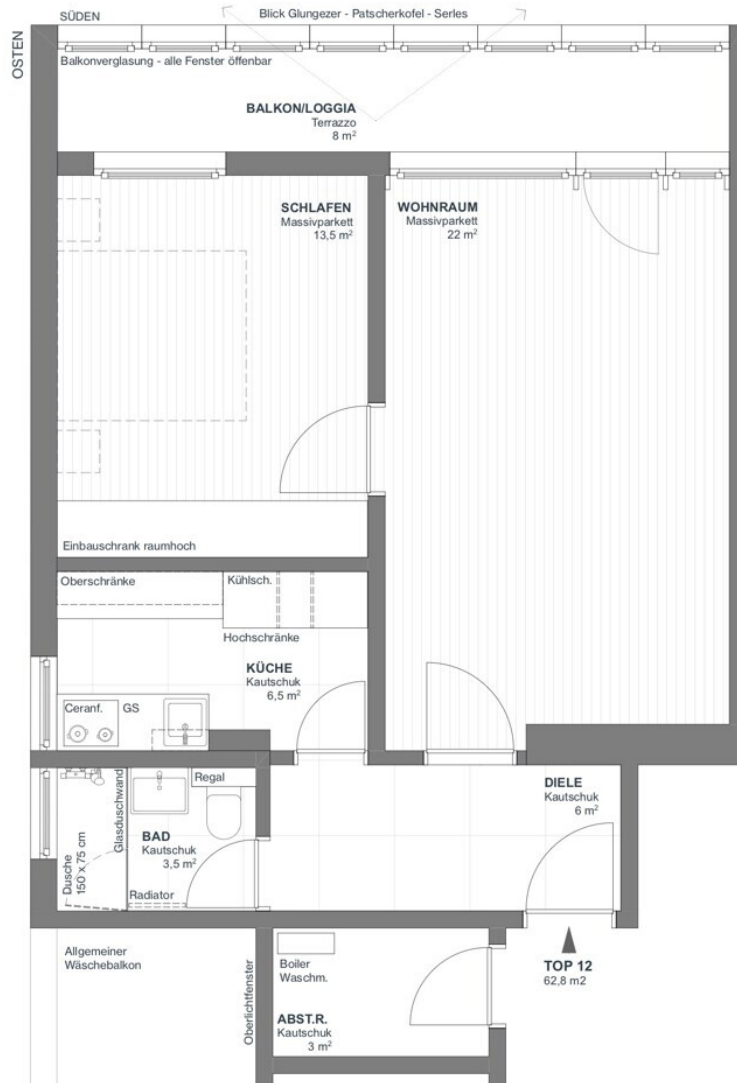 SÜDEN
Blick Glungezer - Patscherkofel - Serles
OSTEN
Balkonverglasung - alle Fenster öffenbar
BALKON/LOGGIA
Terrazzo
8 m²
SCHLAFEN
Massivparkett
13,5 m²
WOHNRAUM
Massivparkett
22 m²
Einbauschrank raumhoch
Oberschränke
Kühlsch.
Hochschränke
KÜCHE
Kautschuk
6,5 m²
Ceranf.
GS
Regal
Glasduschwand
BAD
Kautschuk
3,5 m²
Dusche
150 x 75 cm
Radiator
DIELE
Kautschuk
6 m²
Allgemeiner
Wäschebalkon
Oberlichtfenster
Boiler
Waschm.
ABST.R.
Kautschuk
3 m²
TOP 12
62,8 m2